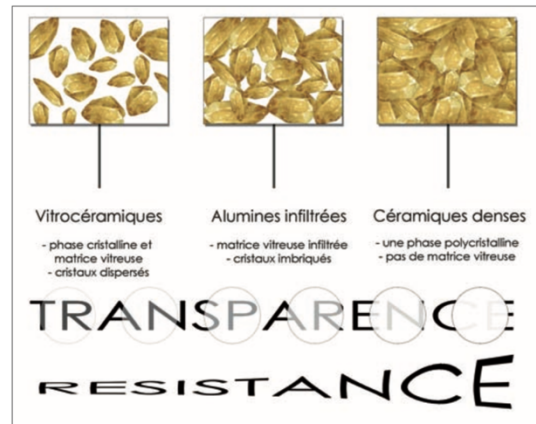 Vitrocéramiques
- phase cristalline et
matrice vitreuse
- cristaux dispersés
Alumines infiltrées
- matrice vitreuse infiltrée
- cristaux imbriqués
Céramiques denses
- une phase polycristalline
- pas de matrice vitreuse
TRANSPARENCE
RESISTANCE